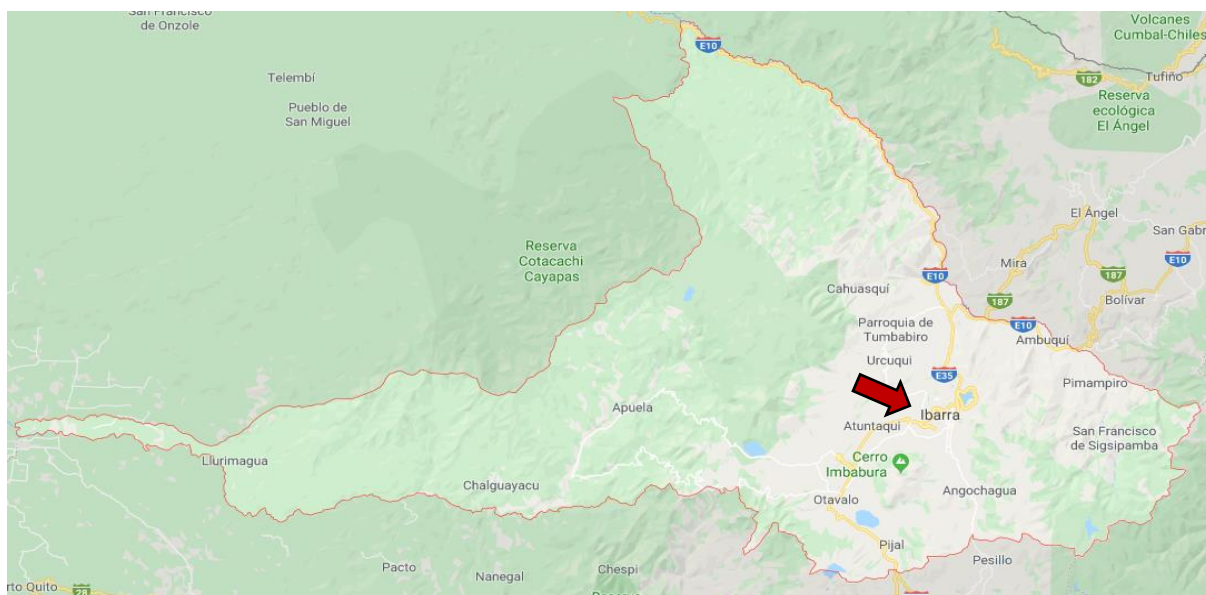 San Francisco
de Onzole
Volcanes
Cumbal-Chiles
E10
Telembí
182
Tufiño
Pueblo de
San Miguel
Reserva
ecológica
El Ángel
El Ángel
San Gabr
Reserva
Cotacachi
Cayapas
Mira
E10
E10
187
Cahuasquí
187
Bolívar
Parroquia de
Tumbabiro
E10
Ambuquí
Urcuqui
E35
Pimampiro
Apuela
Ibarra
Atuntaqui
San Francisco
de Sigsipamba
Llurimagua
Cerro
Imbabura
Chalguayacu
Angochagua
Otavalo
Pijal
Pesillo
Pacto
Chespi
Nanegal
rto Quito
28
Reserva